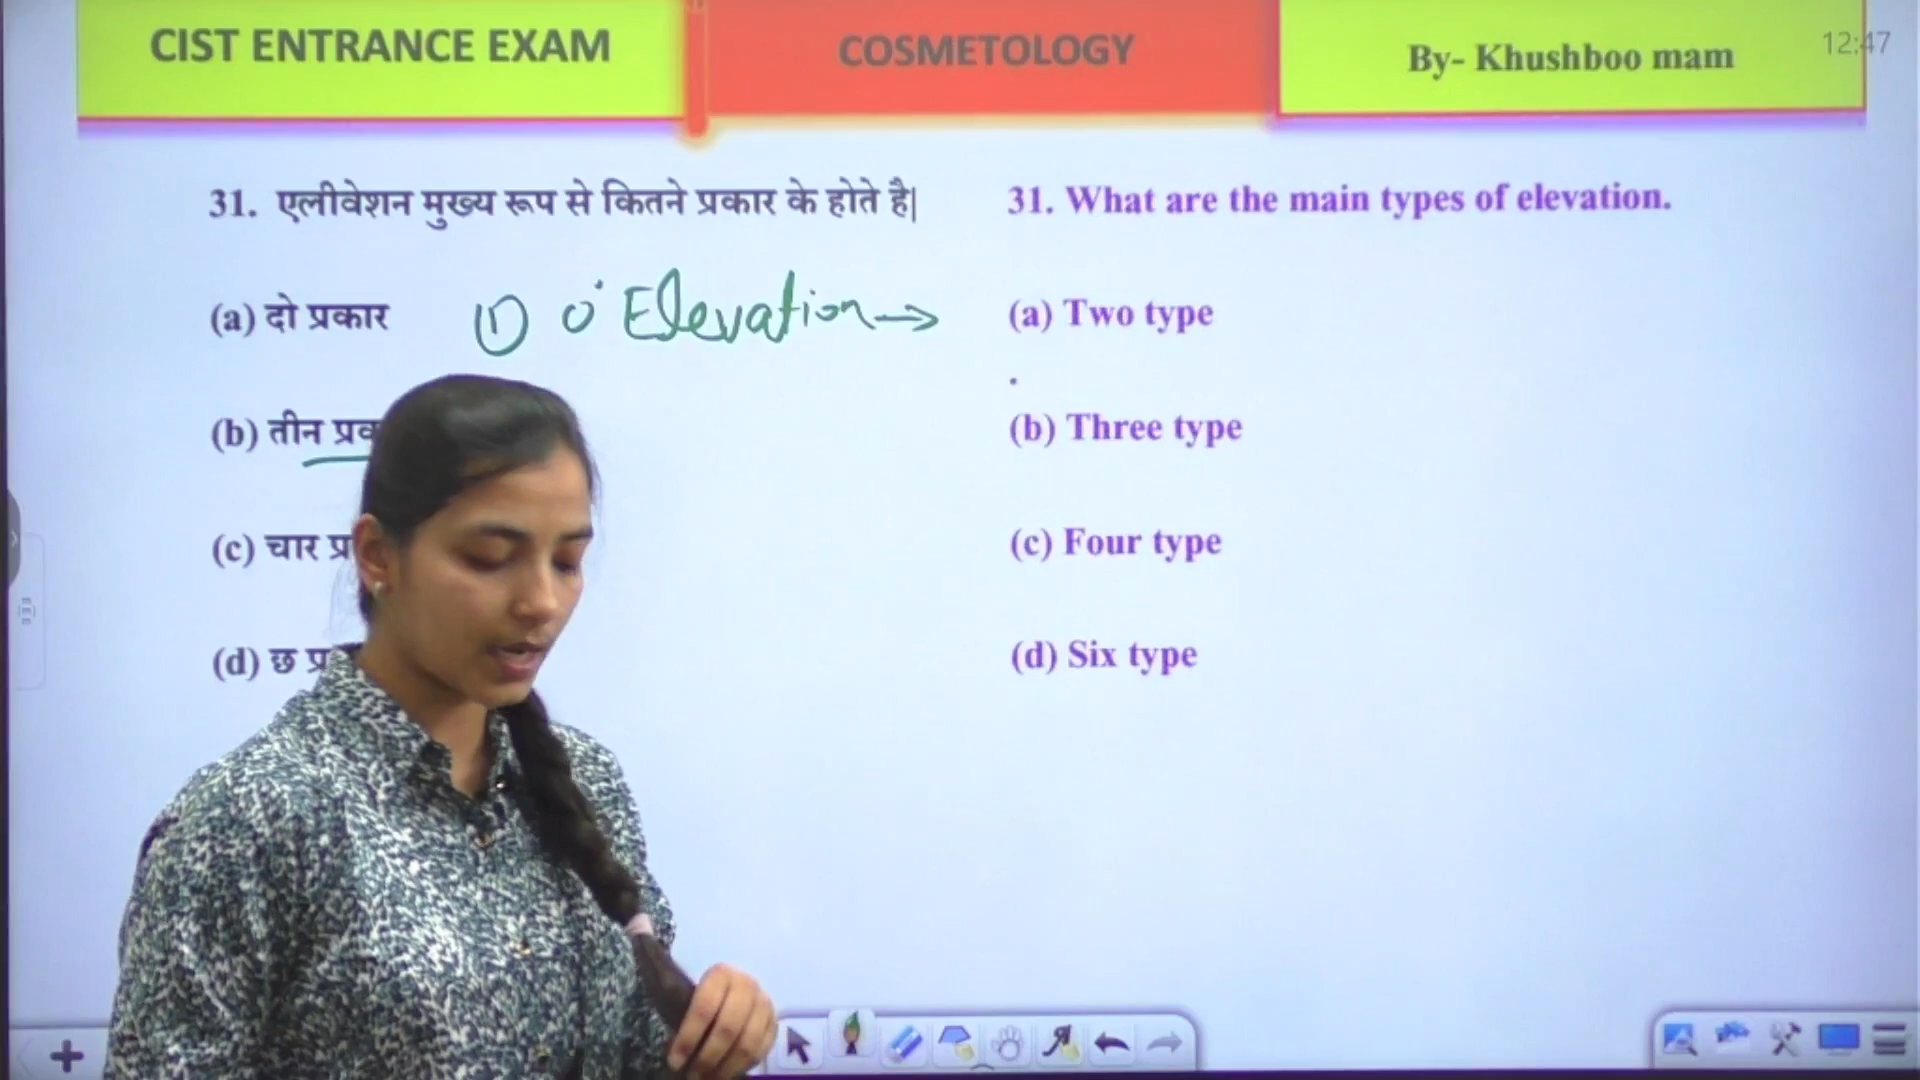 CIST ENTRANCE EXAM
COSMETOLOGY
By- Khushboo mam
12:47
31. एलीवेशन मुख्य रूप से कितने प्रकार के होते है|
(a) दो प्रकार
1) 0° Elevation →
(b) तीन
(c) चार
(d) छ
31. What are the main types of elevation.
(a) Two type
.
(b) Three type
(c) Four type
(d) Six type